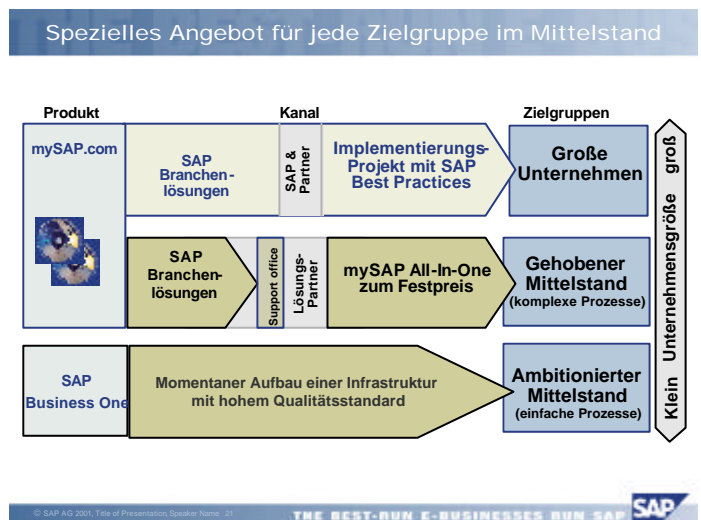 Spezielles Angebot für jede Zielgruppe im Mittelstand
Produkt
Kanal
Zielgruppen
mySAP.com
SAP
Branchen-
lösungen
SAP &
Partner
Implementierungs-
Projekt mit SAP
Best Practices
Große
Unternehmen
SAP
Branchen-
lösungen
Support office
Lösungs-
Partner
mySAP All-In-One
zum Festpreis
Gehobener
Mittelstand
(komplexe Prozesse)
SAP
Business One
Momentaner Aufbau einer Infrastruktur
mit hohem Qualitätsstandard
Ambitionierter
Mittelstand
(einfache Prozesse)
Klein Unternehmensgröße groß
© SAP AG 2001, Title of Presentation, Speaker Name 21
THE BEST-RUN E-BUSINESSES RUN SAP
SAP